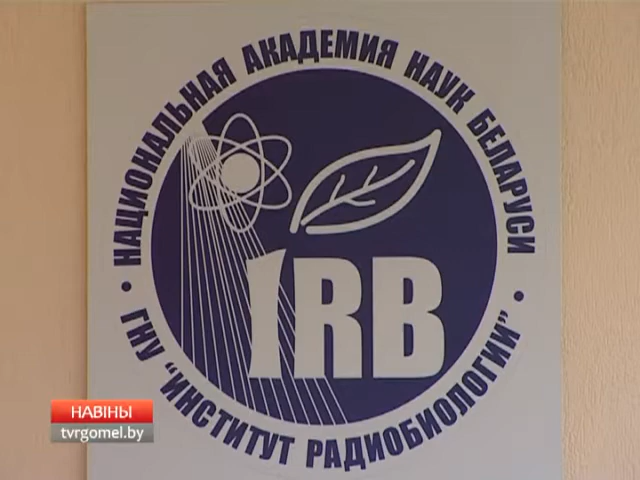 НАЦИОНАЛЬНАЯ АКАДЕМИЯ НАУК БЕЛАРУСИ
IRB
ГНУ "ИНСТИТУТ РАДИОБИОЛОГИИ"
НАВІНЫ
tvrgomel.by